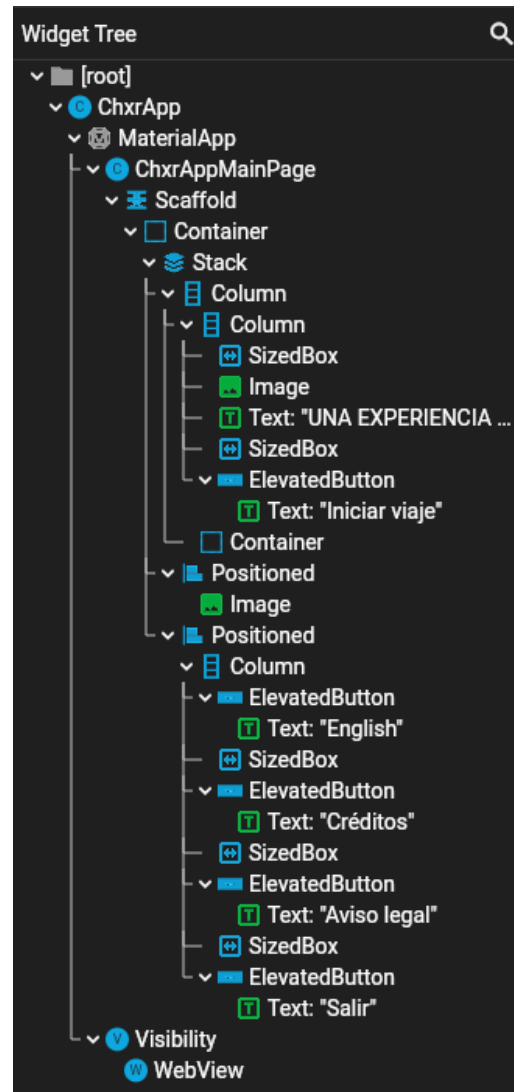 Widget Tree
[root]
C ChxrApp
MaterialApp
C ChxrAppMainPage
Scaffold
Container
Stack
Column
Column
SizedBox
Image
T Text: "UNA EXPERIENCIA ...
SizedBox
ElevatedButton
T Text: "Iniciar viaje"
Container
Positioned
Image
Positioned
Column
ElevatedButton
T Text: "English"
SizedBox
ElevatedButton
T Text: "Créditos"
SizedBox
ElevatedButton
T Text: "Aviso legal"
SizedBox
ElevatedButton
T Text: "Salir"
V Visibility
W WebView